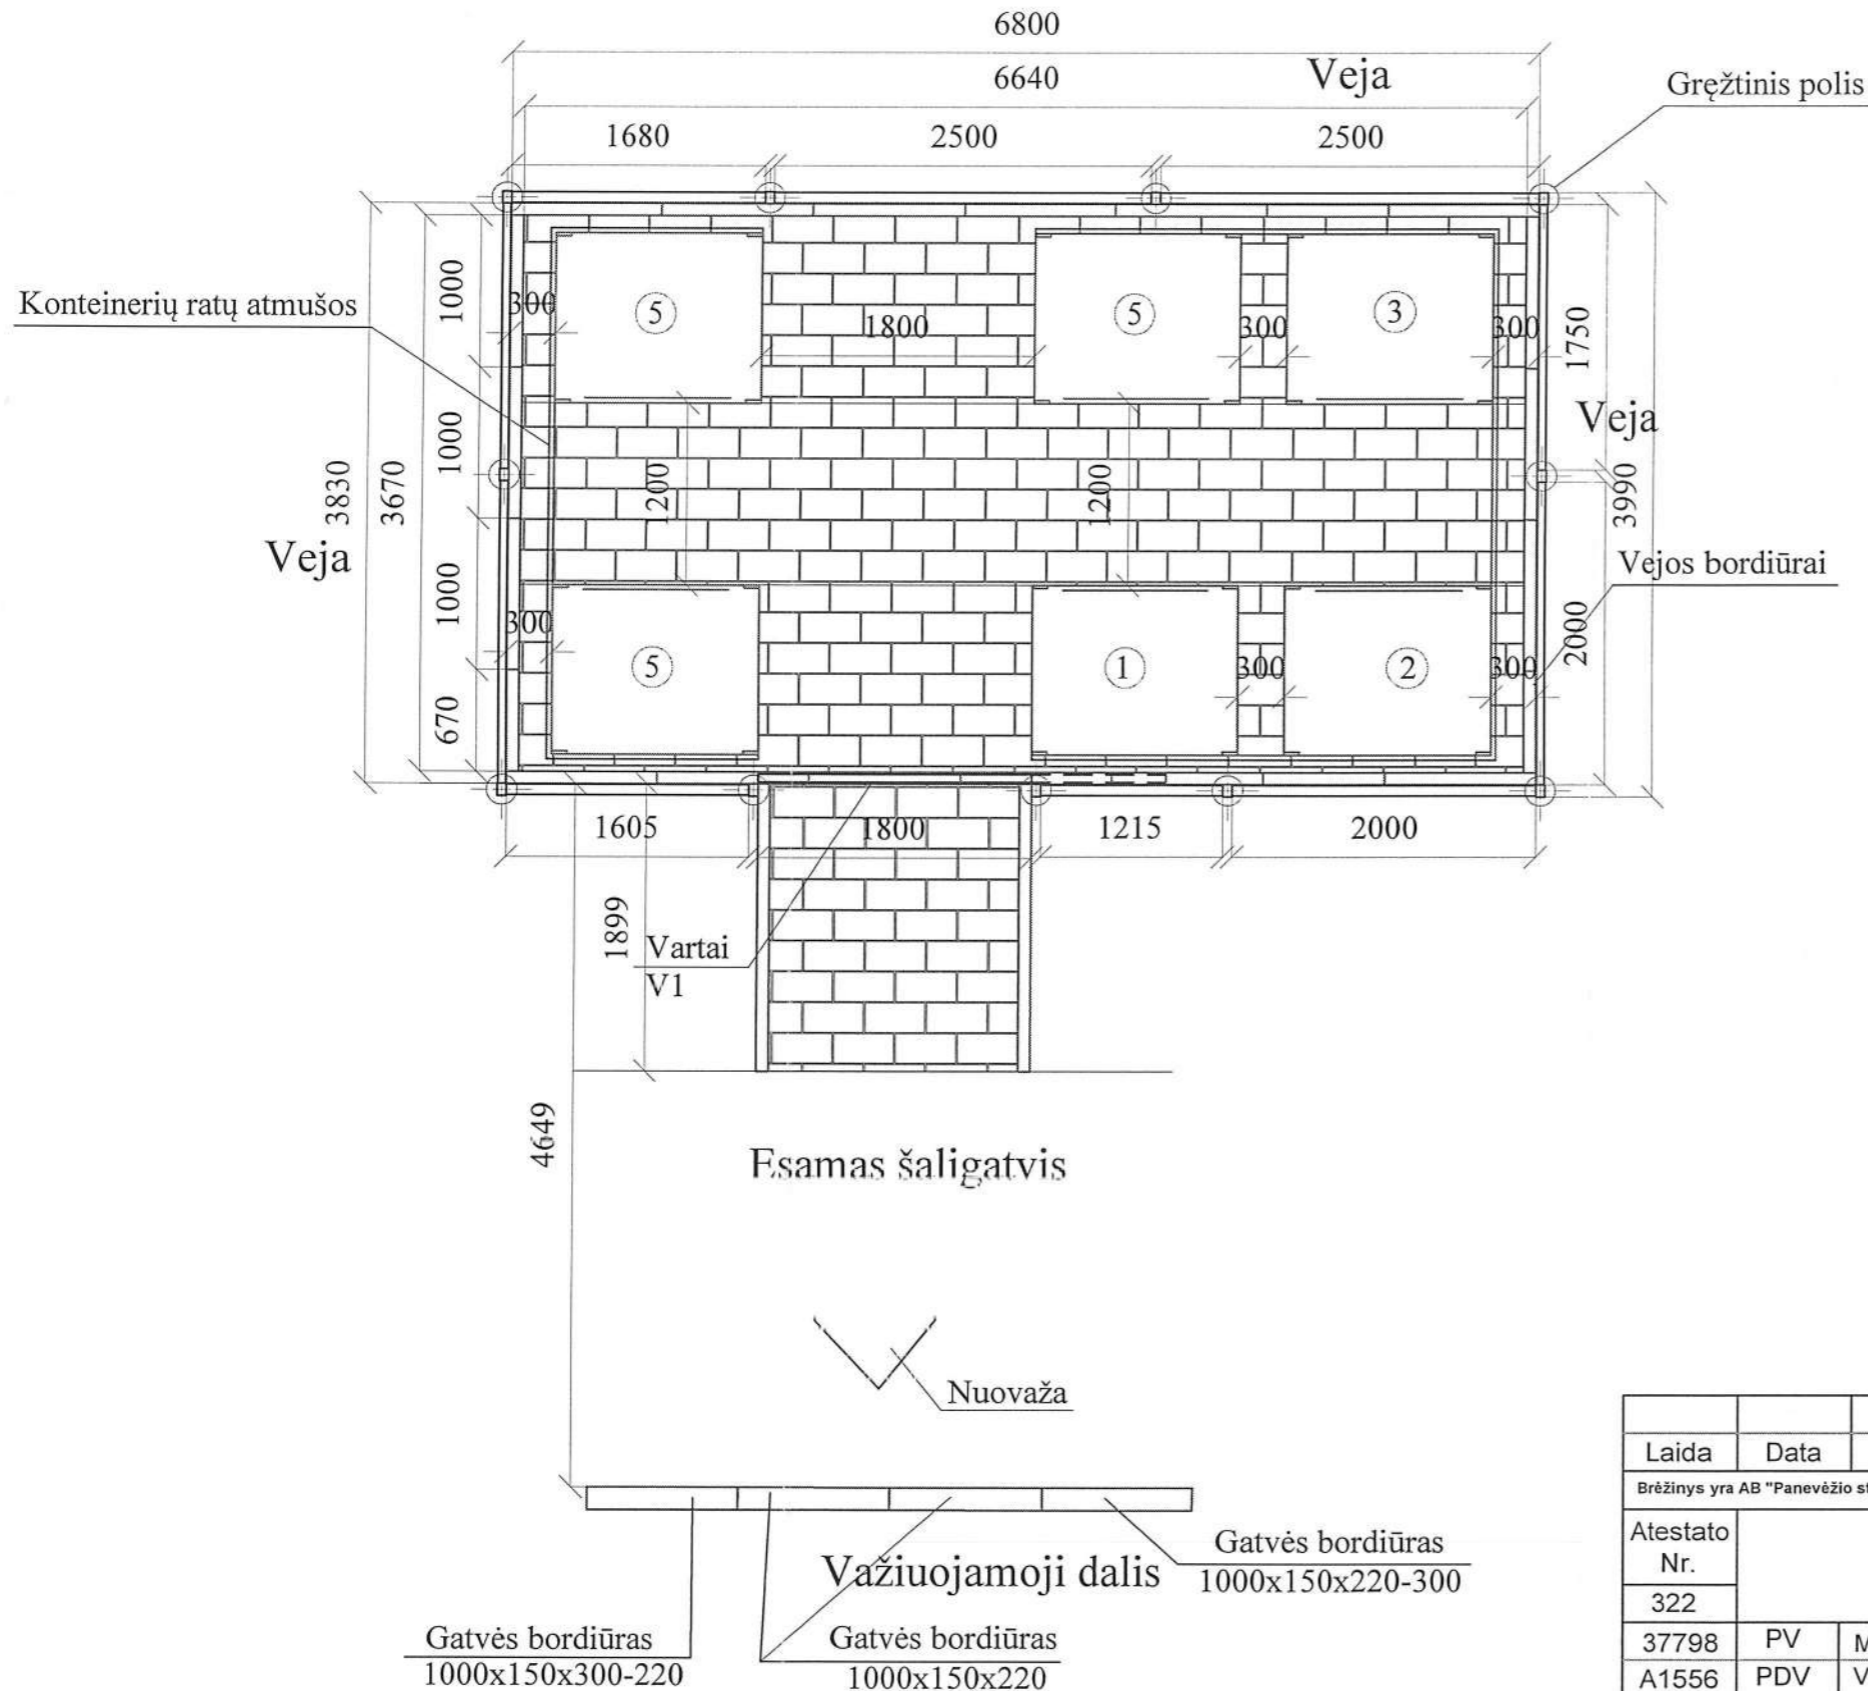 6800
6640
Veja
Gręžtinis polis
1680
2500
2500
Konteinerių ratų atmušos
1000
300
5
1800
5
300
3
300
1750
Veja
1000
3830
3670
1200
1200
3990
Veja
Vejos bordiūrai
1000
300
2000
5
1
300
2
300
670
1605
1800
1215
2000
1899
Vartai
V1
4649
Esamas šaligatvis
Nuovaža
Laida
Data
Brėžinys yra AB "Panevėžio st
Atestato
Nr.
322
37798
PV
M
A1556
PDV
V
Gatvės bordiūras
1000x150x220-300
Važiuojamoji dalis
Gatvės bordiūras
1000x150x300-220
Gatvės bordiūras
1000x150x220